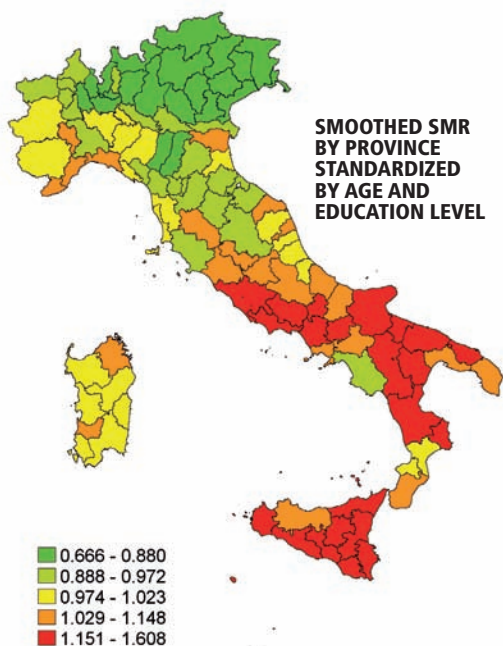 SMOOTHED SMR
BY PROVINCE
STANDARDIZED
BY AGE AND
EDUCATION LEVEL
0.666 - 0.880
0.888 - 0.972
0.974 - 1.023
1.029 - 1.148
1.151 - 1.608